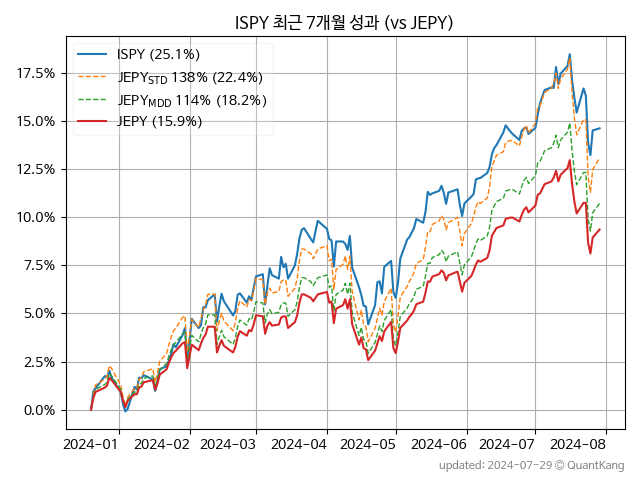 ISPY 최근 7개월 성과 (vs JEPY)
ISPY (25.1%)
JEPY_STD 138% (22.4%)
JEPY_MDD 114% (18.2%)
JEPY (15.9%)
17.5%
15.0%
12.5%
10.0%
7.5%
5.0%
2.5%
0.0%
2024-01 2024-02 2024-03 2024-04 2024-05 2024-06 2024-07 2024-08
updated: 2024-07-29 © QuantKang